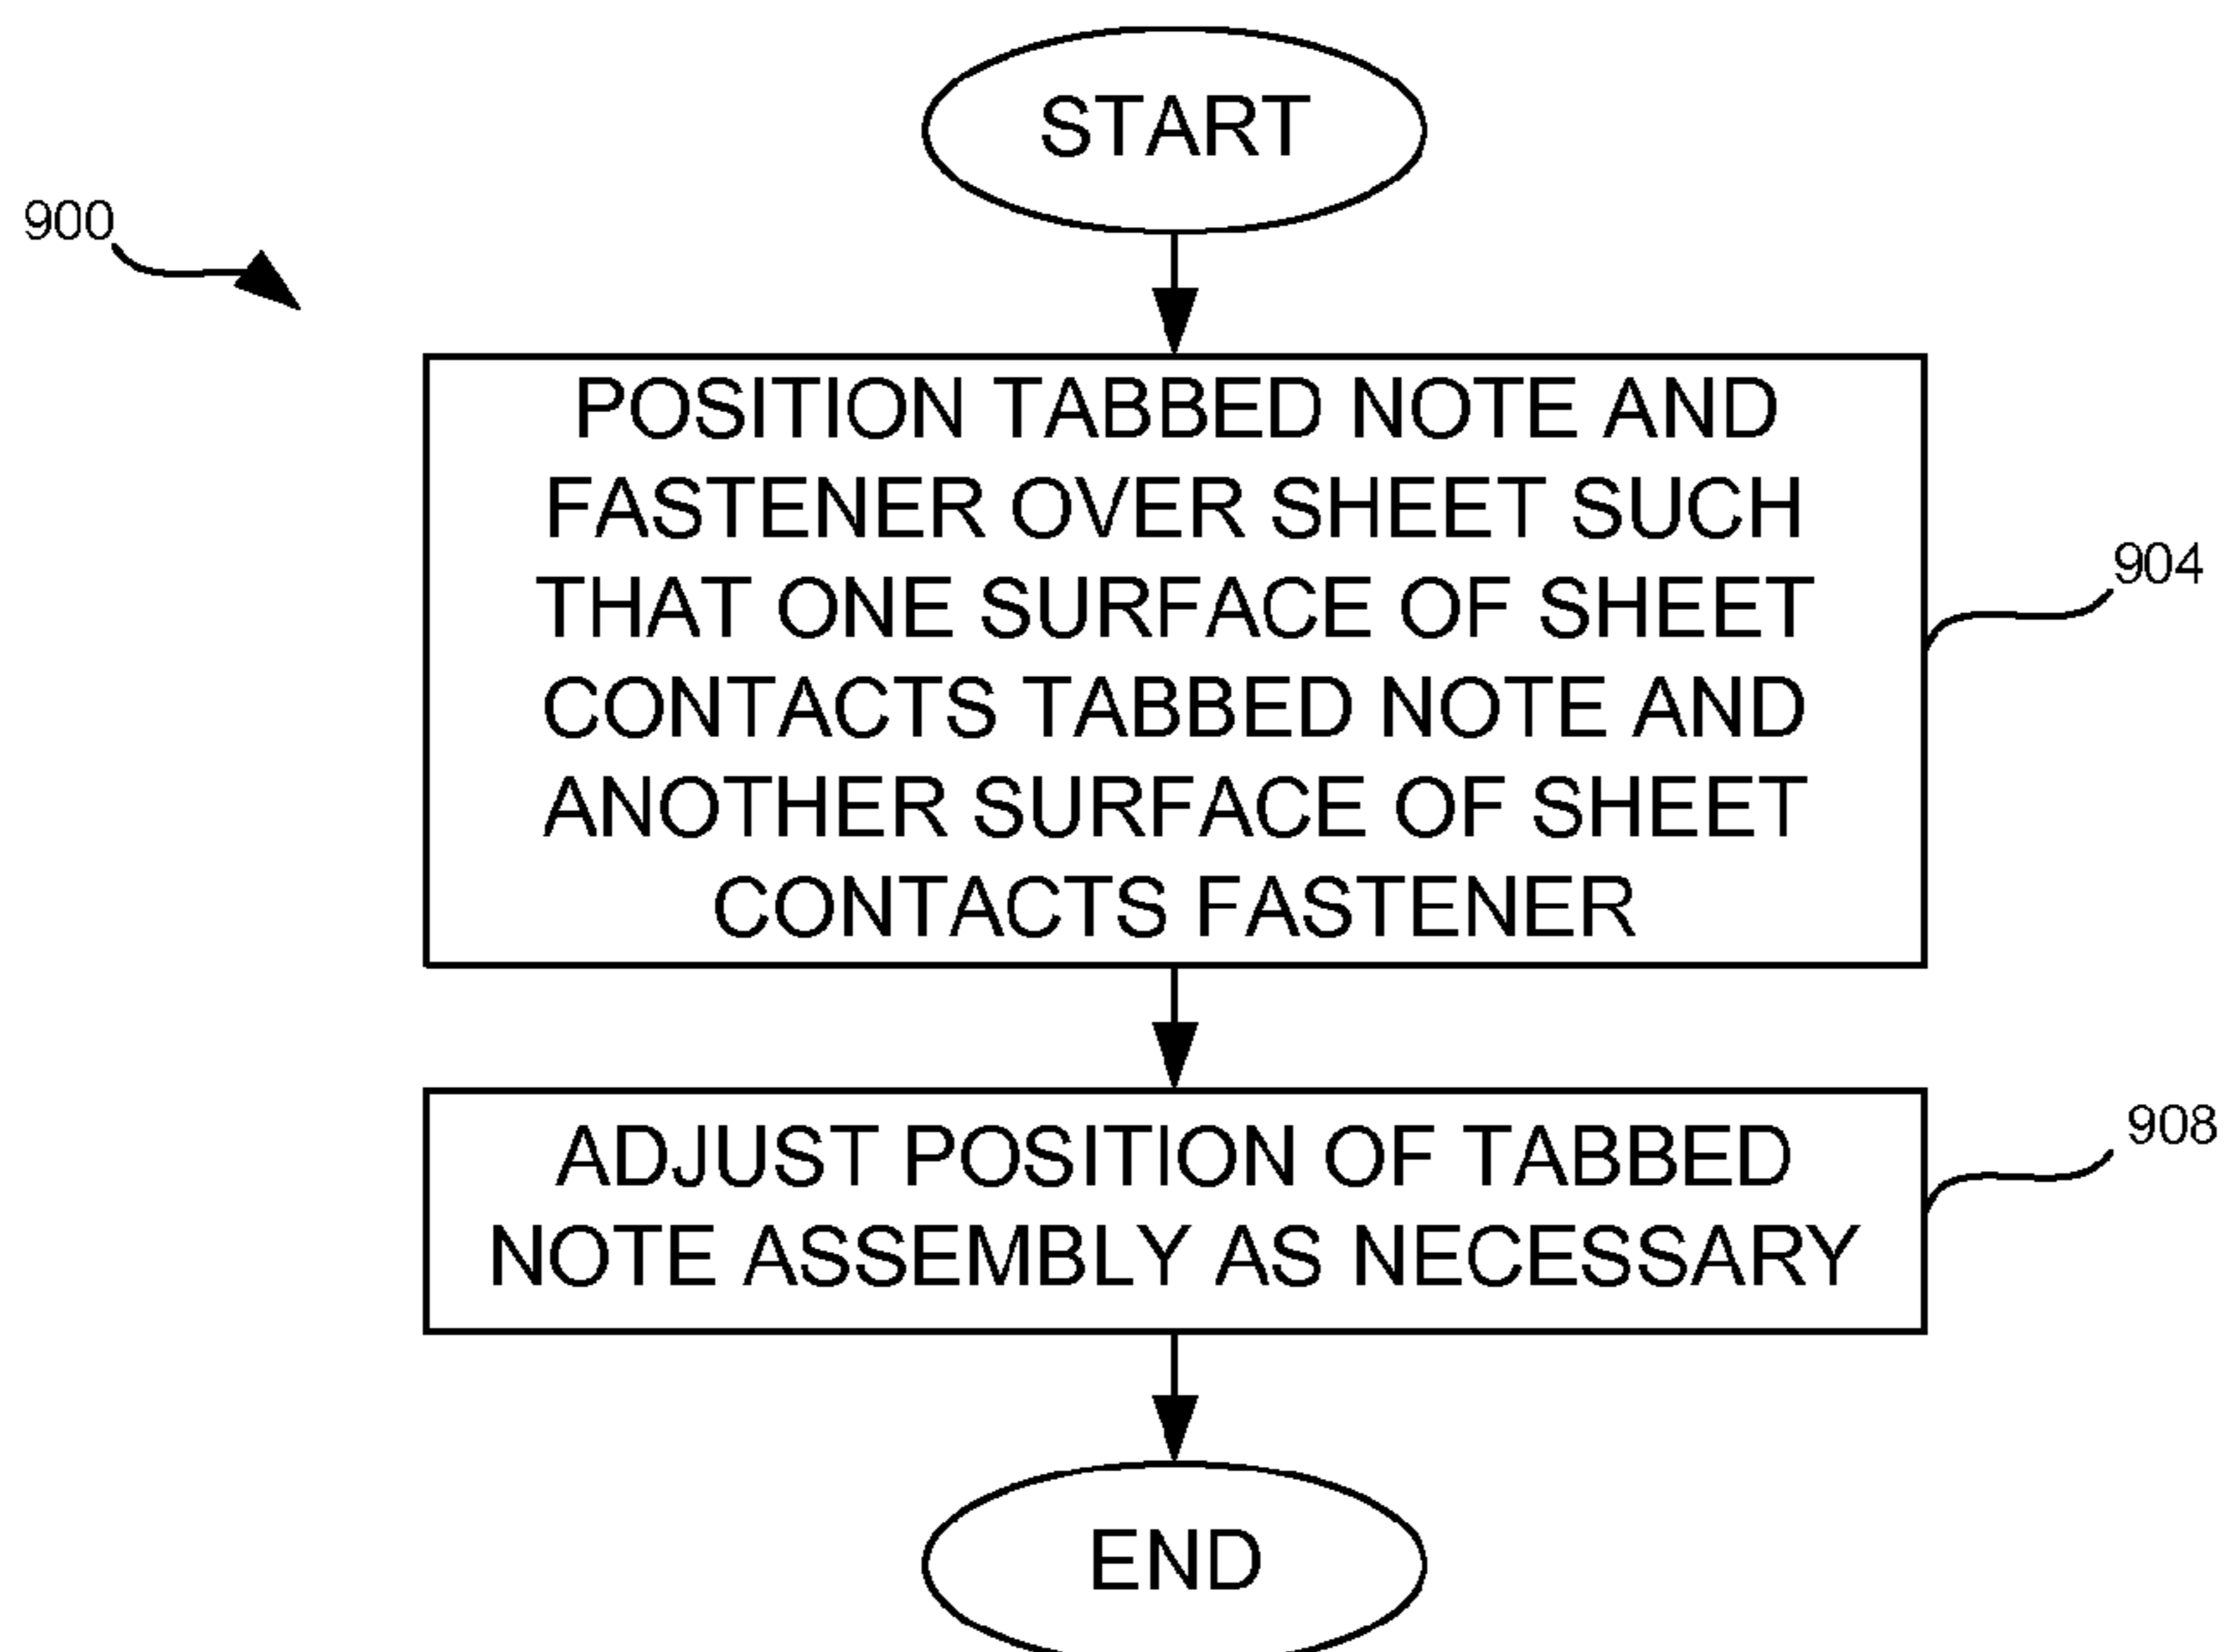 START
900
POSITION TABBED NOTE AND
FASTENER OVER SHEET SUCH
THAT ONE SURFACE OF SHEET
CONTACTS TABBED NOTE AND
ANOTHER SURFACE OF SHEET
CONTACTS FASTENER
904
ADJUST POSITION OF TABBED
NOTE ASSEMBLY AS NECESSARY
908
END